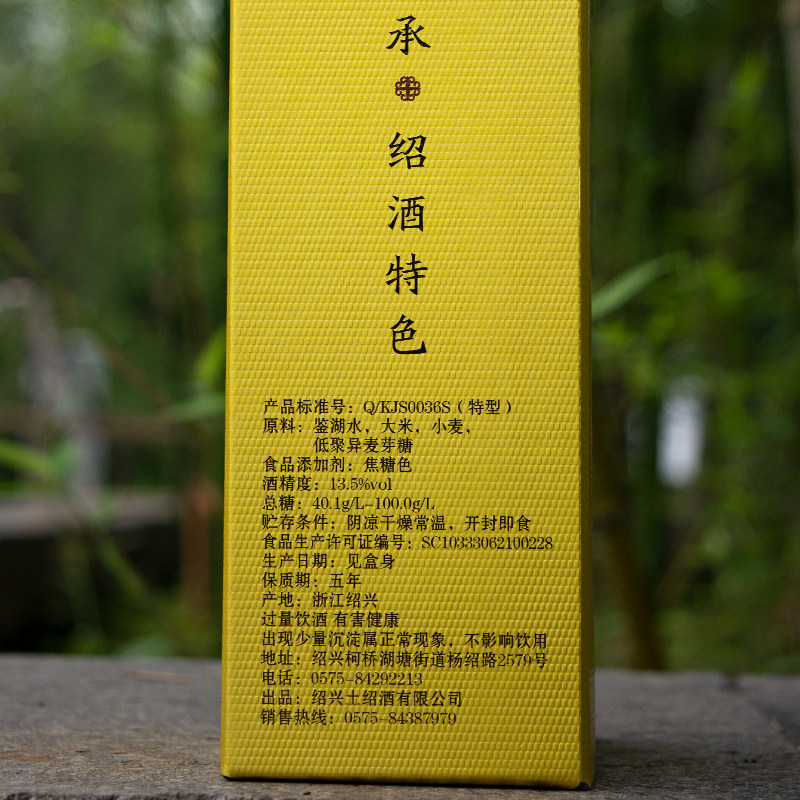 承
绍酒特色
产品标准号：Q/KJS0036S（特型）
原料：鉴湖水，大米，小麦，
低聚异麦芽糖
食品添加剂：焦糖色
酒精度：13.5%vol
总糖：40.1g/L-100.0g/L
贮存条件：阴凉干燥常温，开封即食
食品生产许可证编号：SC10333062100228
生产日期：见盒身
保质期：五年
产地：浙江绍兴
过量饮酒 有害健康
出现少量沉淀属正常现象，不影响饮用
地址：绍兴柯桥湖塘街道杨绍路2579号
电话：0575-84292213
出品：绍兴土绍酒有限公司
销售热线：0575-84387979